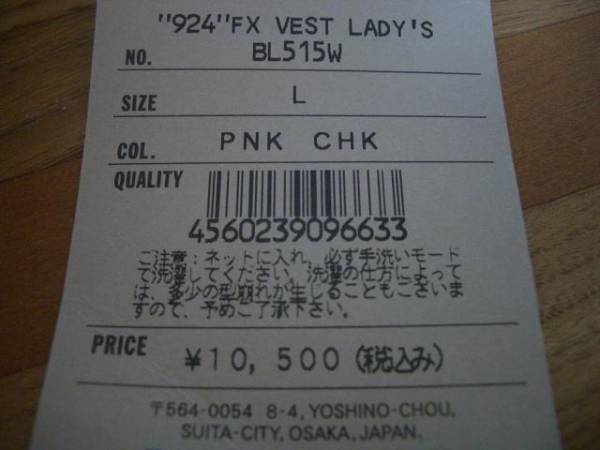 "924"FX VEST LADY'S
NO. BL515W
SIZE L
COL. PNK CHK
QUALITY
4560239096633
ご注意：ネットに入れ、必ず手洗いモード
で洗濯してください。洗濯の仕方によって
は、多少の型崩れが生じることもございま
すので、予めご了承下さい。
PRICE ¥10,500(税込み)
〒564-0054 8-4, YOSHINO-CHOU,
SUITA-CITY, OSAKA, JAPAN.